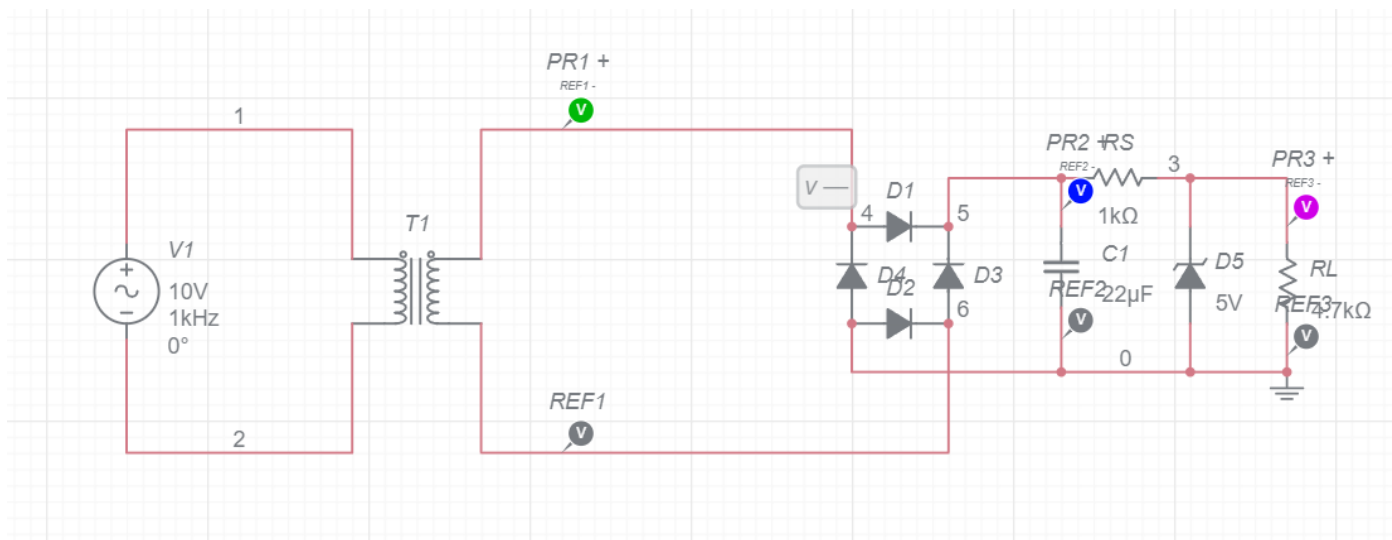 PR1 +
REF1 -
V
1
PR2 +
RS
REF2 -
3
PR3 +
REF3 -
V
V
V
D1
1kΩ
4
5
T1
V1
10V
1kHz
0°
D4
D2
D3
C1
22μF
D5
5V
RL
4.7kΩ
REF2
V
REF3
V
6
0
REF1
V
2